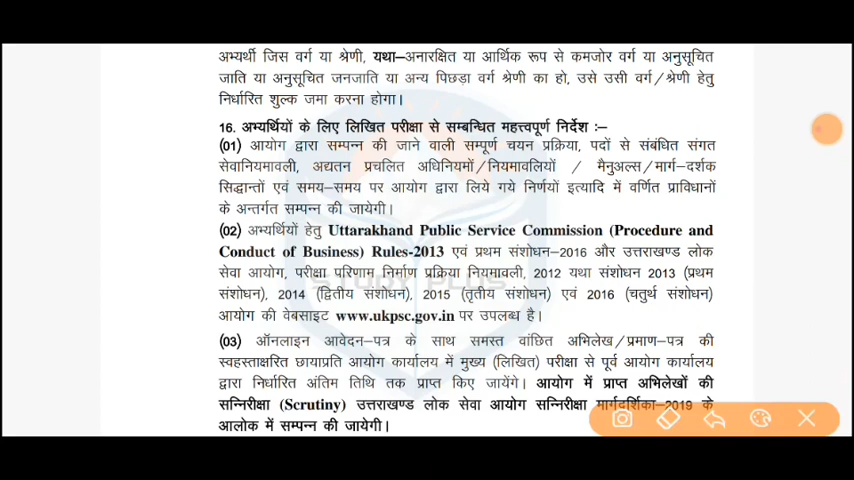 अभ्यर्थी जिस वर्ग या श्रेणी, यथा–अनारक्षित या आर्थिक रूप से कमजोर वर्ग या अनुसूचित
जाति या अनुसूचित जनजाति या अन्य पिछड़ा वर्ग श्रेणी का हो, उसे उसी वर्ग/श्रेणी हेतु
निर्धारित शुल्क जमा करना होगा।
16. अभ्यर्थियों के लिए लिखित परीक्षा से सम्बन्धित महत्त्वपूर्ण निर्देश :–
(01) आयोग द्वारा सम्पन्न की जाने वाली सम्पूर्ण चयन प्रक्रिया, पदों से संबंधित संगत
सेवानियमावली, अद्यतन प्रचलित अधिनियमों/नियमावलियों / मैनुअल्स/मार्ग–दर्शक
सिद्धान्तों एवं समय–समय पर आयोग द्वारा लिये गये निर्णयों इत्यादि में वर्णित प्राविधानों
के अन्तर्गत सम्पन्न की जायेगी।
(02) अभ्यर्थियों हेतु Uttarakhand Public Service Commission (Procedure and
Conduct of Business) Rules-2013 एवं प्रथम संशोधन–2016 और उत्तराखण्ड लोक
सेवा आयोग, परीक्षा परिणाम निर्माण प्रक्रिया नियमावली, 2012 यथा संशोधन 2013 (प्रथम
संशोधन), 2014 (द्वितीय संशोधन), 2015 (तृतीय संशोधन) एवं 2016 (चतुर्थ संशोधन)
आयोग की वेबसाइट www.ukpsc.gov.in पर उपलब्ध है।
(03) ऑनलाइन आवेदन–पत्र के साथ समस्त वांछित अभिलेख/प्रमाण–पत्र की
स्वहस्ताक्षरित छायाप्रति आयोग कार्यालय में मुख्य (लिखित) परीक्षा से पूर्व आयोग कार्यालय
द्वारा निर्धारित अंतिम तिथि तक प्राप्त किए जायेंगे। आयोग में प्राप्त अभिलेखों की
सन्निरीक्षा (Scrutiny) उत्तराखण्ड लोक सेवा आयोग सन्निरीक्षा मार्गदर्शिका–2019 के
आलोक में सम्पन्न की जायेगी।
STUDY PLUS